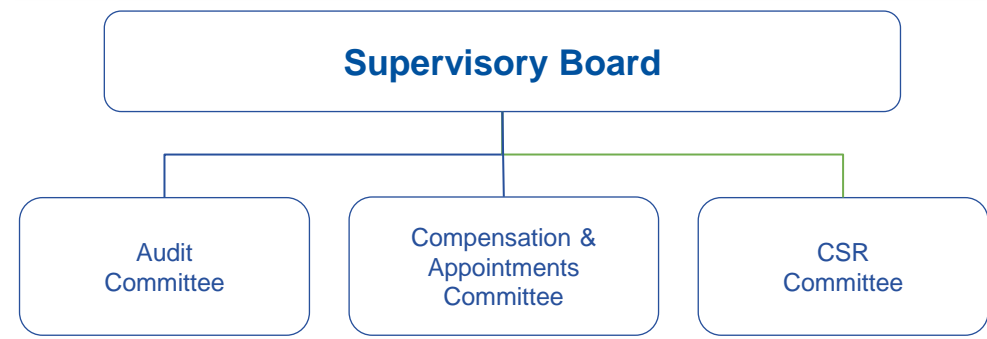 Supervisory Board
Audit
Committee
Compensation &
Appointments
Committee
CSR
Committee